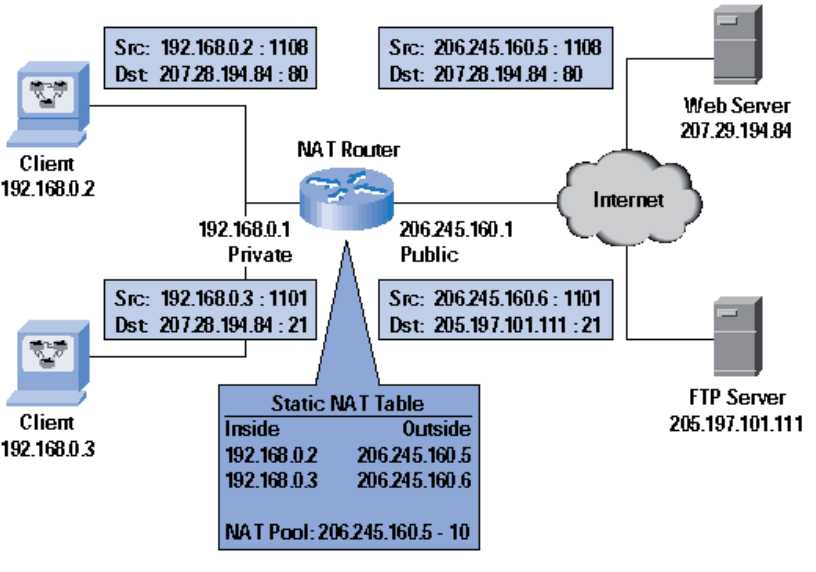 Src: 192.168.0.2 : 1108
Dst: 207.28.194.84 : 80
Src: 206.245.160.5 : 1108
Dst: 207.28.194.84 : 80
Web Server
207.29.194.84
Client
192.168.0.2
NAT Router
Internet
192.168.0.1
Private
206.245.160.1
Public
Src: 192.168.0.3 : 1101
Dst: 207.28.194.84 : 21
Src: 206.245.160.6 : 1101
Dst: 205.197.101.111 : 21
Client
192.168.0.3
FTP Server
205.197.101.111
Static NAT Table
Inside Outside
192.168.0.2 206.245.160.5
192.168.0.3 206.245.160.6
NAT Pool: 206.245.160.5 - 10